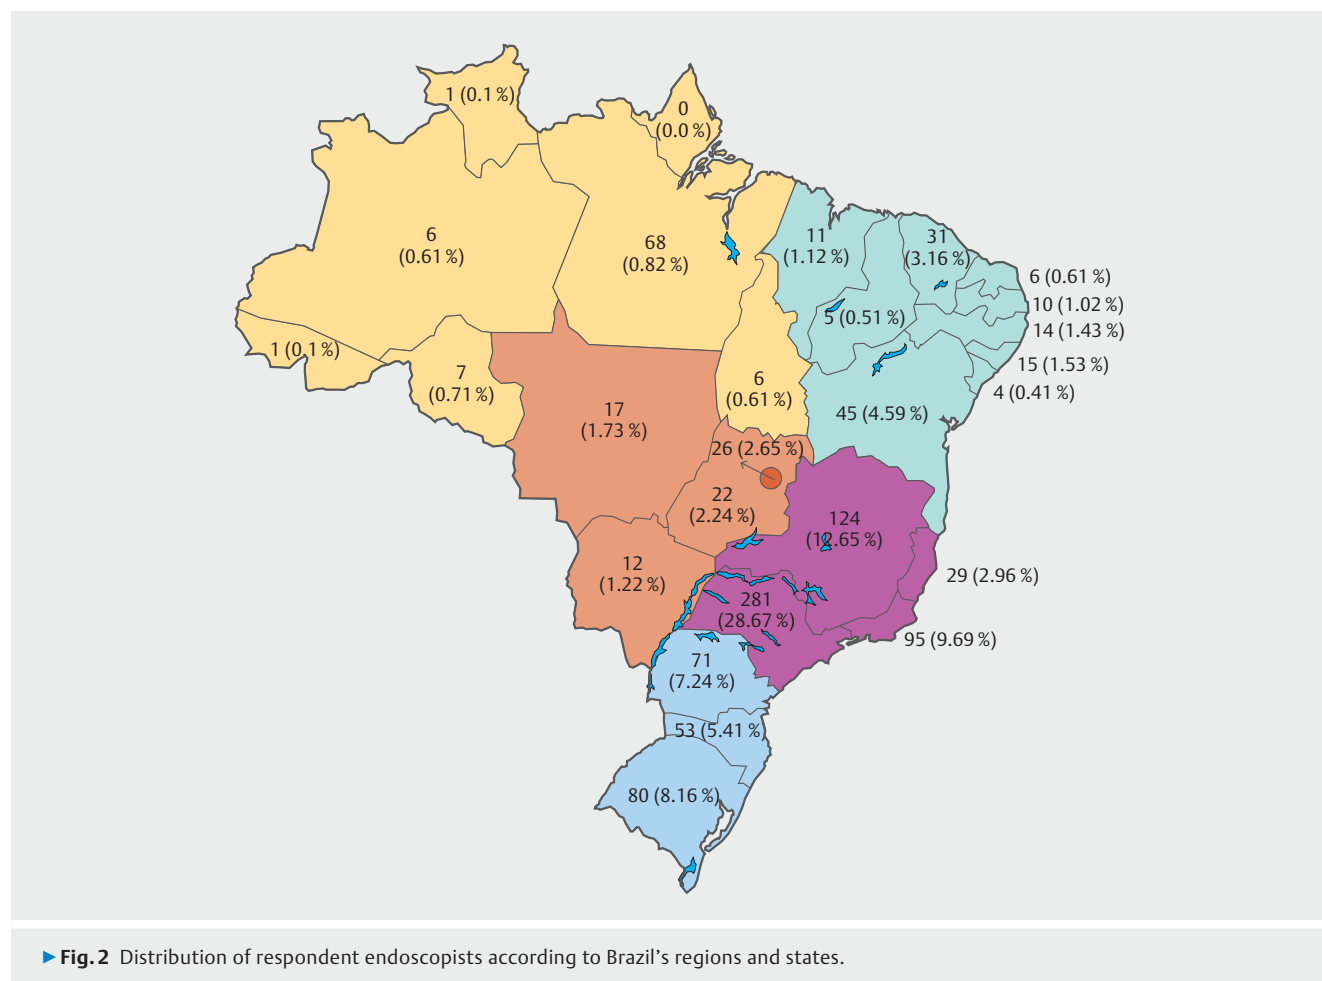 1 (0.1 %)
0
(0.0 %)
6
(0.61 %)
68
(0.82 %)
11
(1.12 %)
31
(3.16 %)
6 (0.61 %)
10 (1.02 %)
5 (0.51 %)
14 (1.43 %)
1 (0.1 %)
15 (1.53 %)
7
(0.71 %)
6
(0.61 %)
4 (0.41 %)
17
(1.73 %)
45 (4.59 %)
26 (2.65 %)
22
(2.24 %)
124
(12.65 %)
12
(1.22 %)
29 (2.96 %)
281
(28.67 %)
95 (9.69 %)
71
(7.24 %)
53 (5.41 %)
80 (8.16 %)
▶ Fig. 2 Distribution of respondent endoscopists according to Brazil’s regions and states.